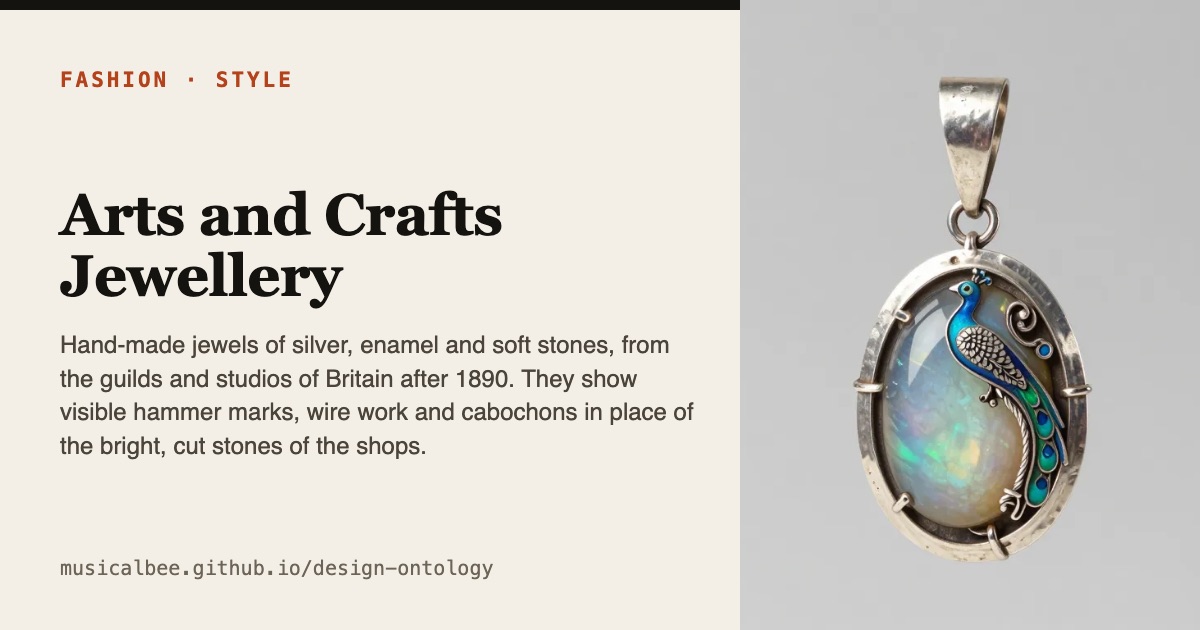 FASHION · STYLE
Arts and Crafts
Jewellery
Hand-made jewels of silver, enamel and soft stones, from
the guilds and studios of Britain after 1890. They show
visible hammer marks, wire work and cabochons in place of
the bright, cut stones of the shops.
musicalbee.github.io/design-ontology